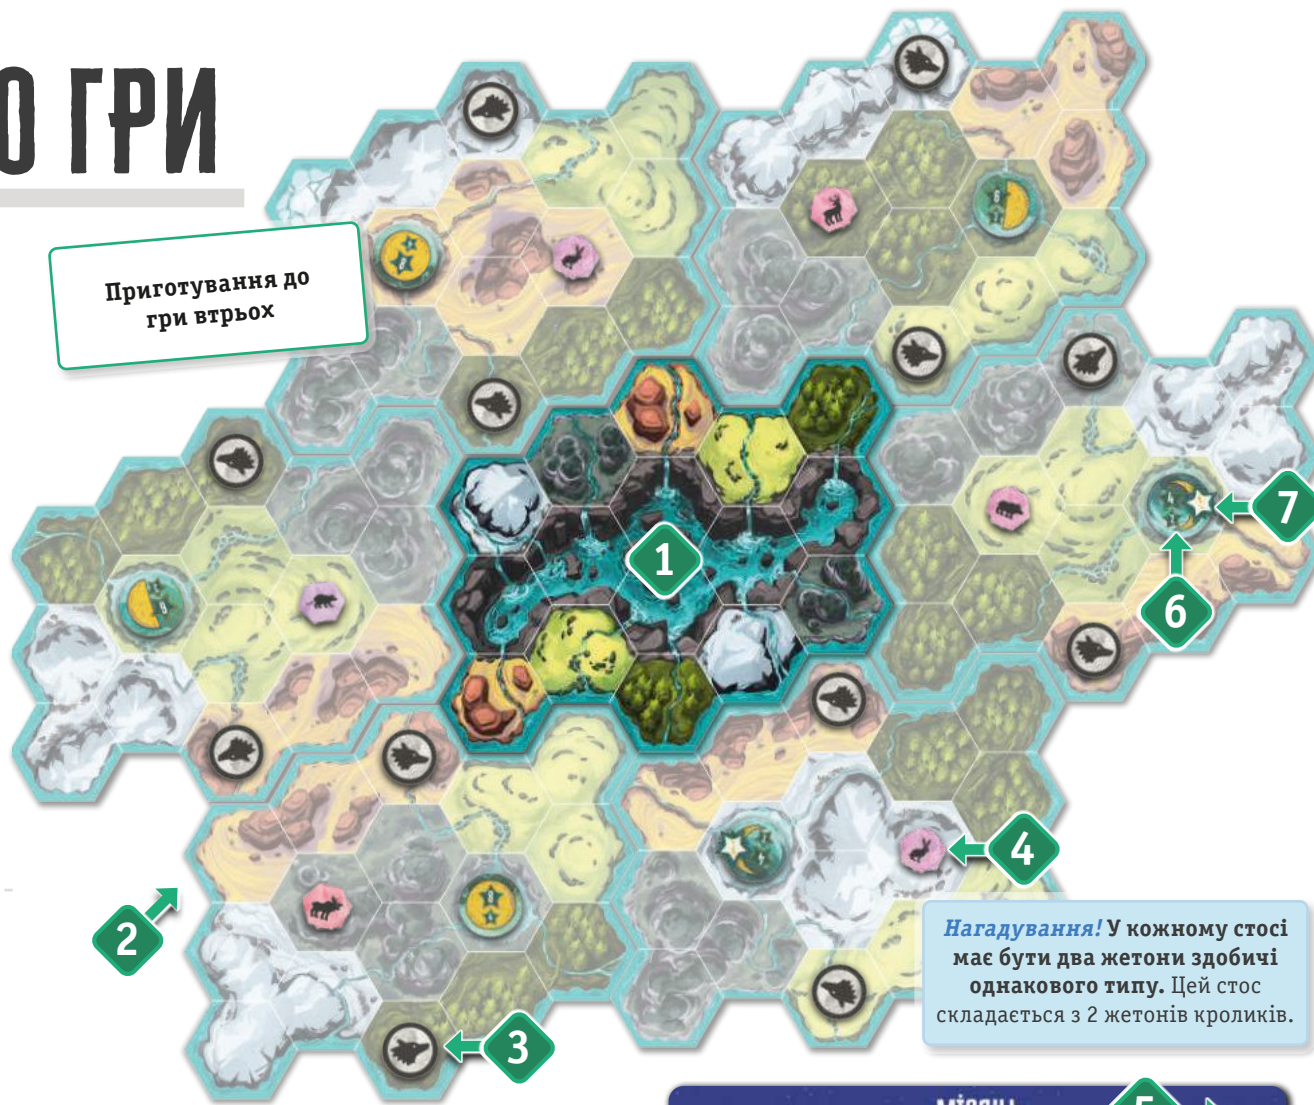 О ГРИ
Приготування до
гри втрьох
1
7
6
4
2
Нагадування! У кожному стосі
має бути два жетони здобичі
однакового типу. Цей стос
складається з 2 жетонів кроликів.
3
5